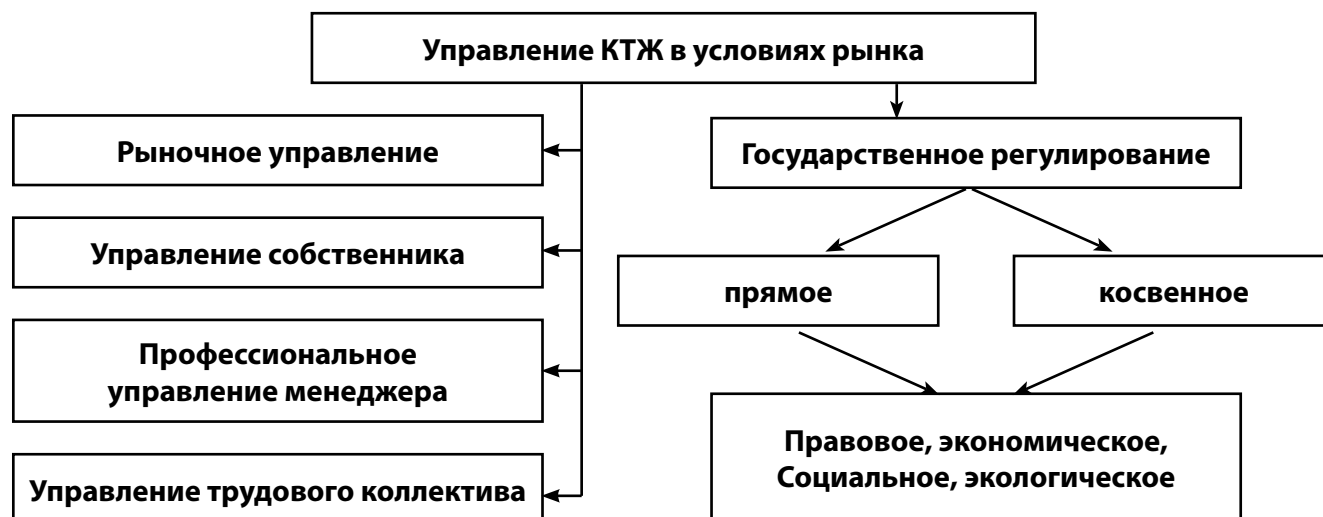 Управление КТЖ в условиях рынка
Рыночное управление
Управление собственника
Профессиональное
управление менеджера
Управление трудового коллектива
Государственное регулирование
прямое
косвенное
Правовое, экономическое,
Социальное, экологическое